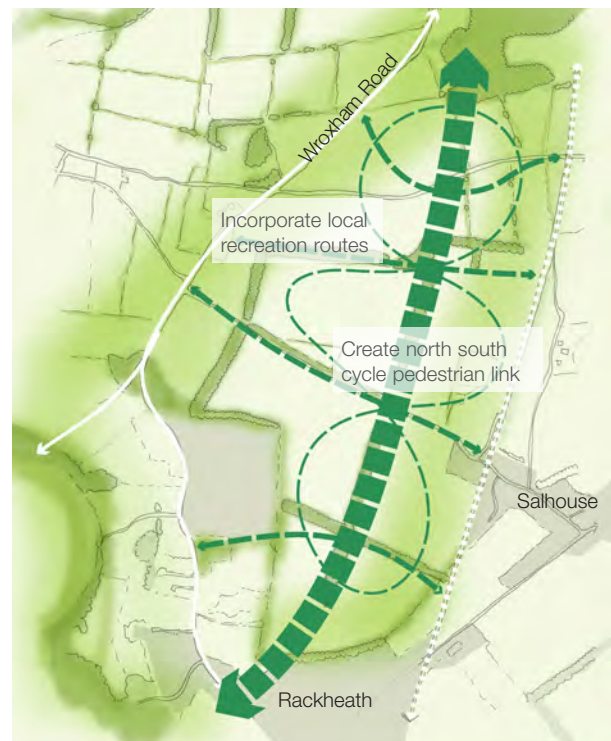 Wroxham Road
Incorporate local
recreation routes
Create north south
cycle pedestrian link
Salhouse
Rackheath